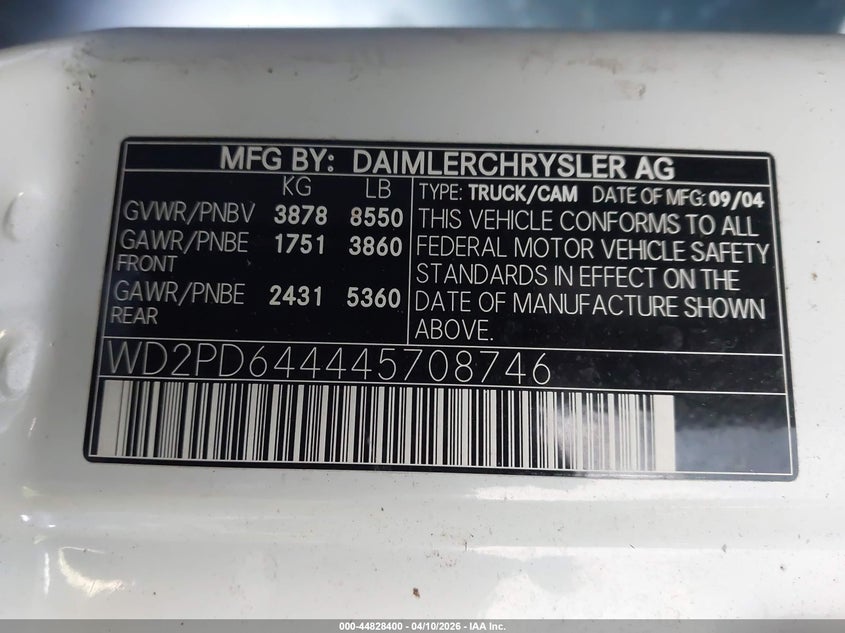 MFG BY: DAIMLERCHRYSLER AG
KG LB
GVWR/PNBV 3878 8550
GAWR/PNBE 1751 3860
FRONT
GAWR/PNBE 2431 5360
REAR
TYPE: TRUCK/CAM DATE OF MFG: 09/04
THIS VEHICLE CONFORMS TO ALL
FEDERAL MOTOR VEHICLE SAFETY
STANDARDS IN EFFECT ON THE
DATE OF MANUFACTURE SHOWN
ABOVE.
WD2PD644445708746
000-44828400 - 04/10/2026 - IAA Inc.